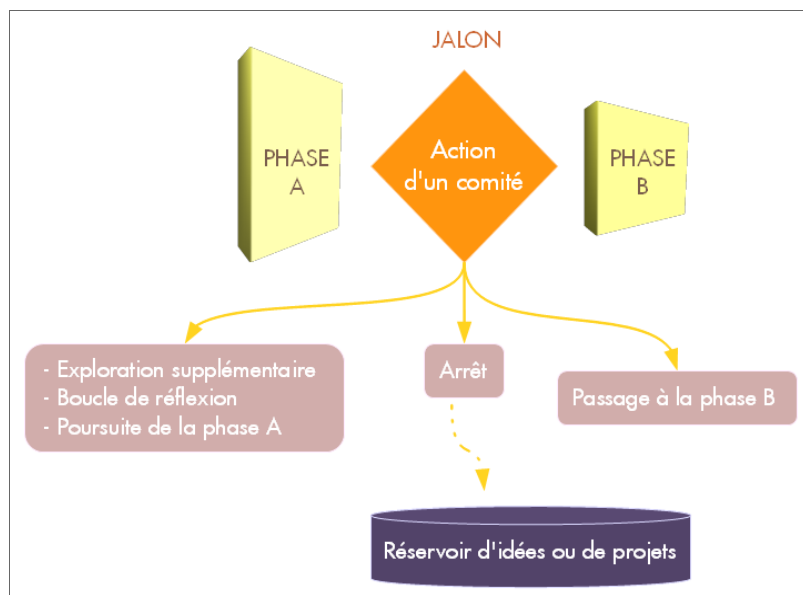 JALON
PHASE
A
Action
d'un comité
PHASE
B
- Exploration supplémentaire
- Boucle de réflexion
- Poursuite de la phase A
Arrêt
Passage à la phase B
Réservoir d'idées ou de projets